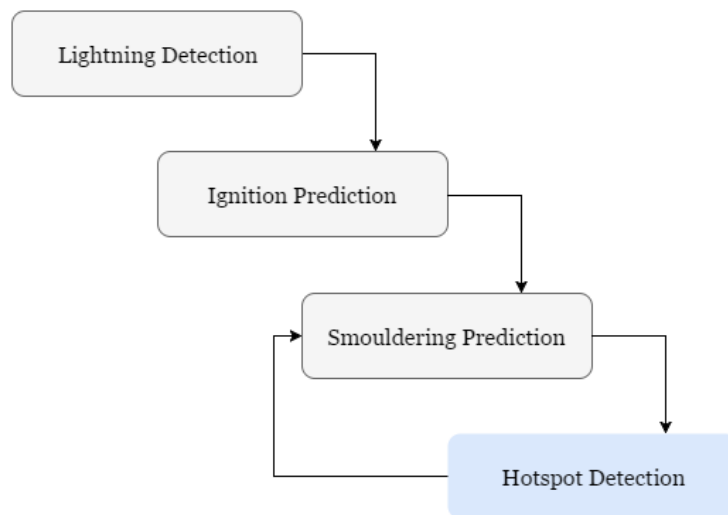 Lightning Detection
Ignition Prediction
Smouldering Prediction
Hotspot Detection